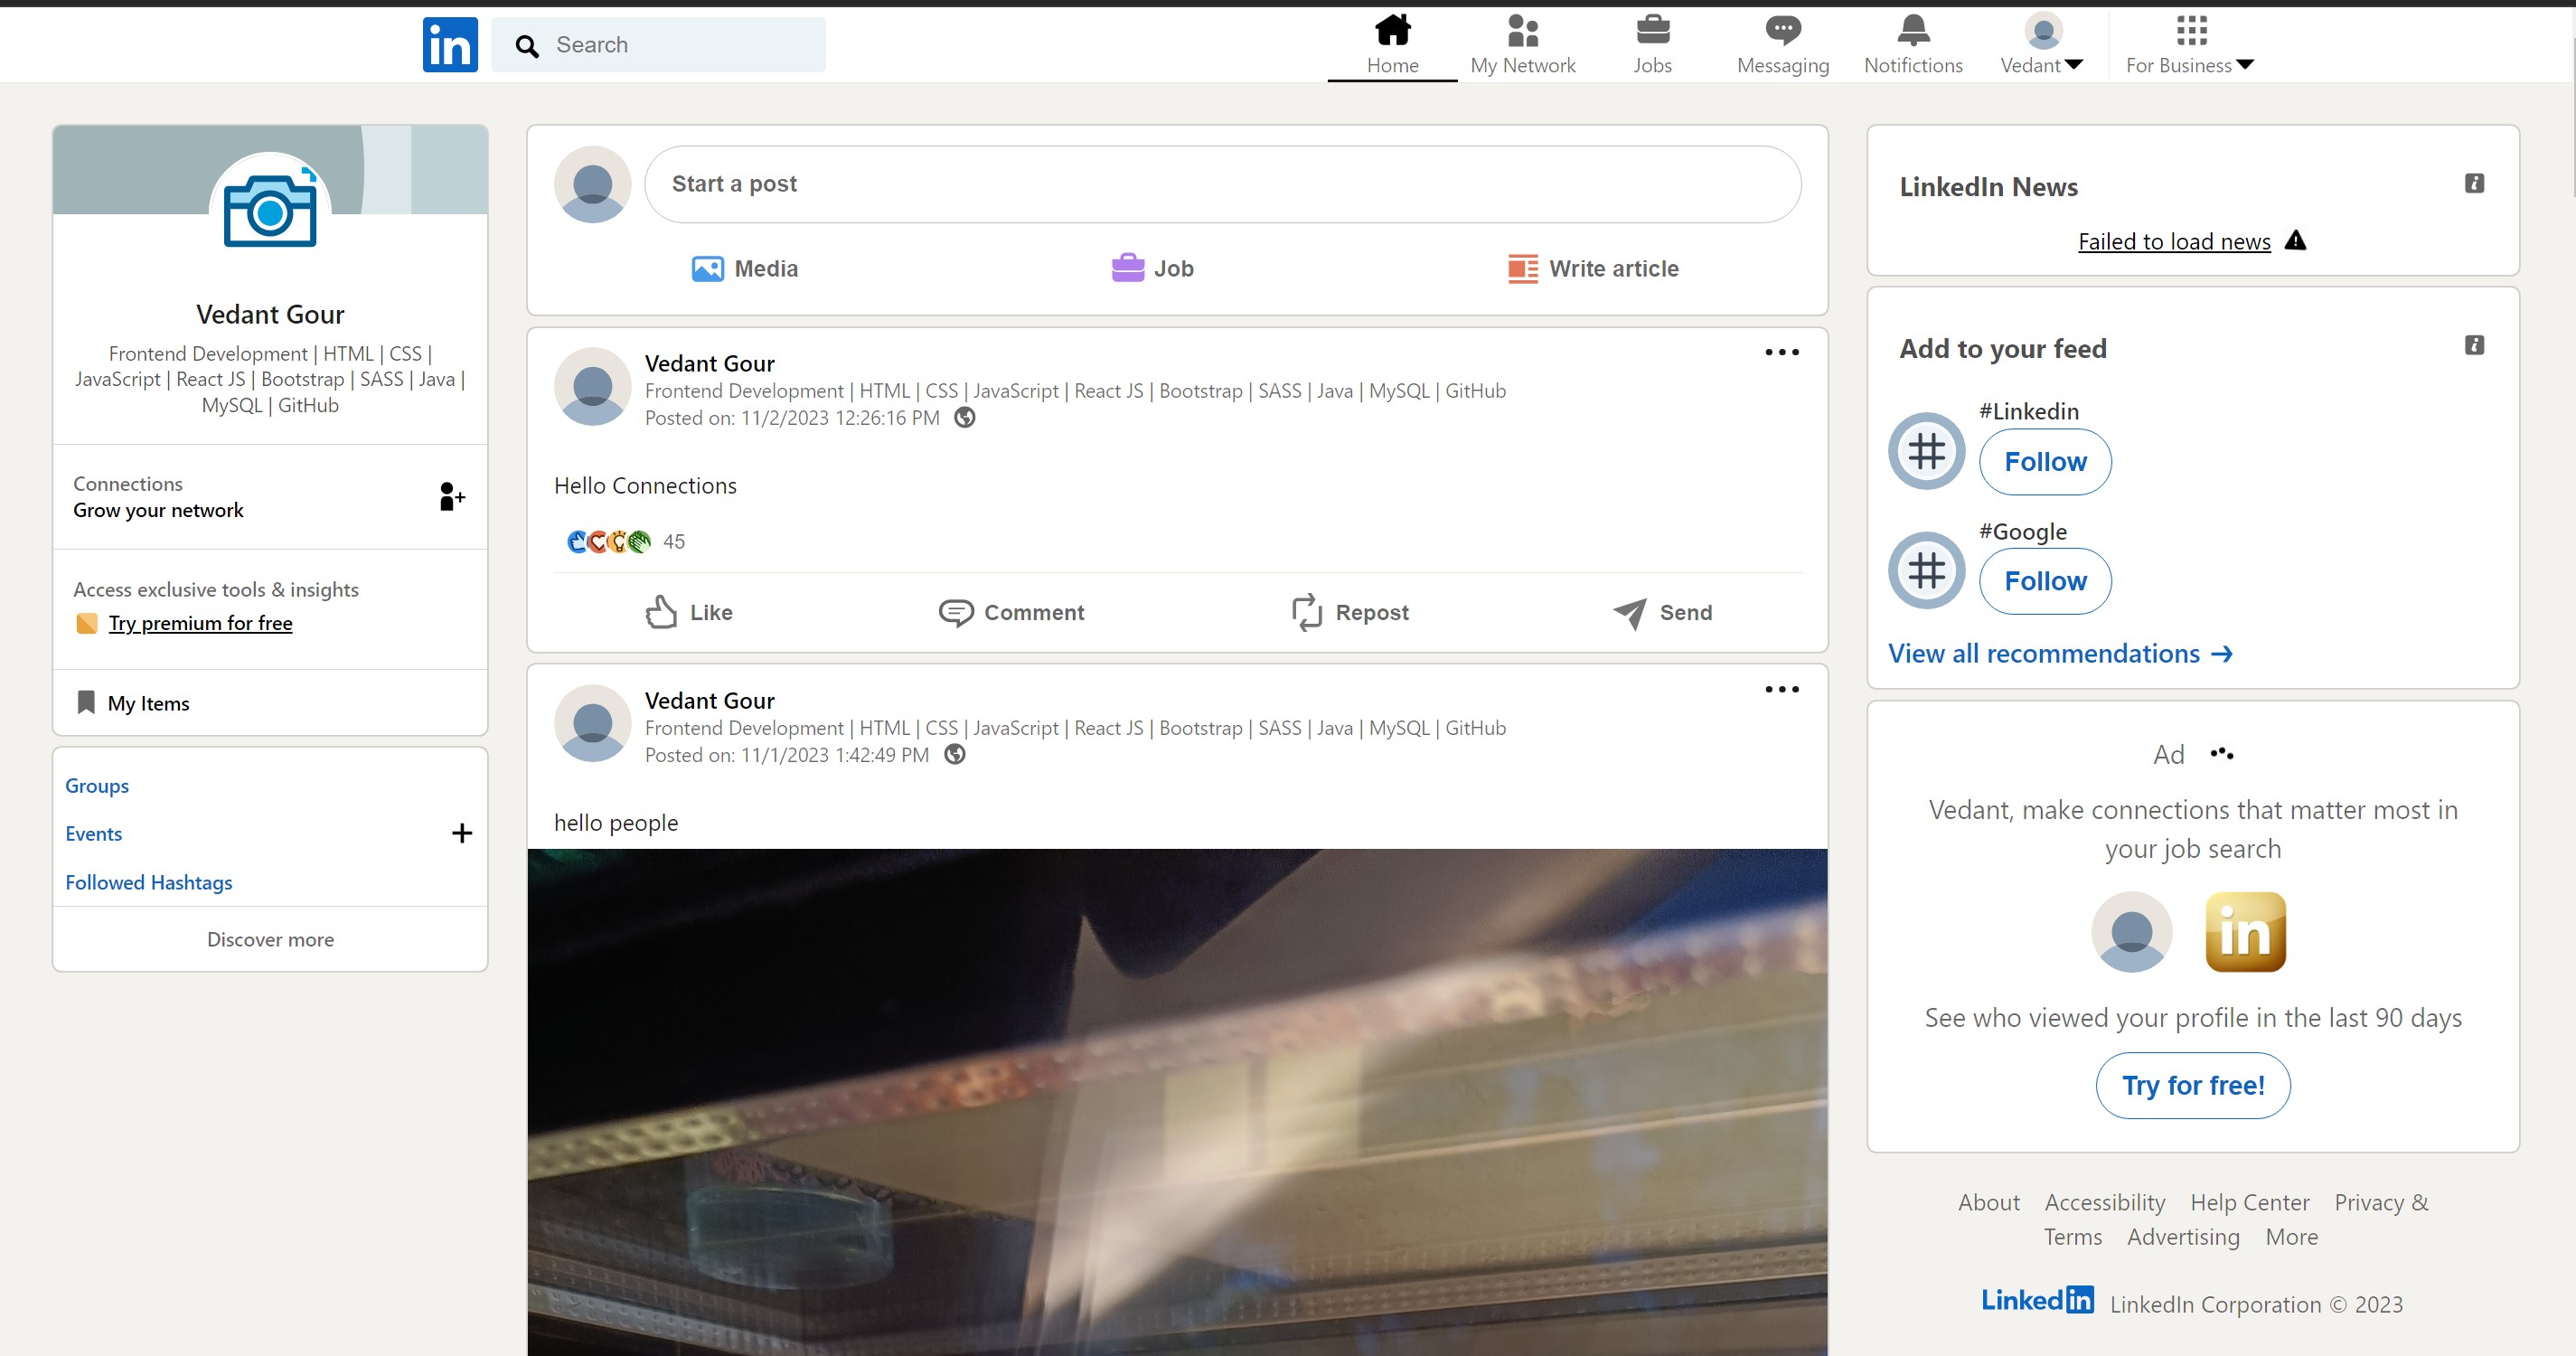 in
Search
Home
My Network
Jobs
Messaging
Notifictions
Vedant
For Business
Vedant Gour
Frontend Development | HTML | CSS |
JavaScript | React JS | Bootstrap | SASS | Java |
MySQL | GitHub
Connections
Grow your network
Access exclusive tools & insights
Try premium for free
My Items
Groups
Events
Followed Hashtags
Discover more
Start a post
Media
Job
Write article
Vedant Gour
Frontend Development | HTML | CSS | JavaScript | React JS | Bootstrap | SASS | Java | MySQL | GitHub
Posted on: 11/2/2023 12:26:16 PM
Hello Connections
45
Like
Comment
Repost
Send
Vedant Gour
Frontend Development | HTML | CSS | JavaScript | React JS | Bootstrap | SASS | Java | MySQL | GitHub
Posted on: 11/1/2023 1:42:49 PM
hello people
LinkedIn News
Failed to load news
Add to your feed
#Linkedin
Follow
#Google
Follow
View all recommendations →
Ad
Vedant, make connections that matter most in
your job search
in
See who viewed your profile in the last 90 days
Try for free!
About Accessibility Help Center Privacy &
Terms Advertising More
Linkedin LinkedIn Corporation © 2023